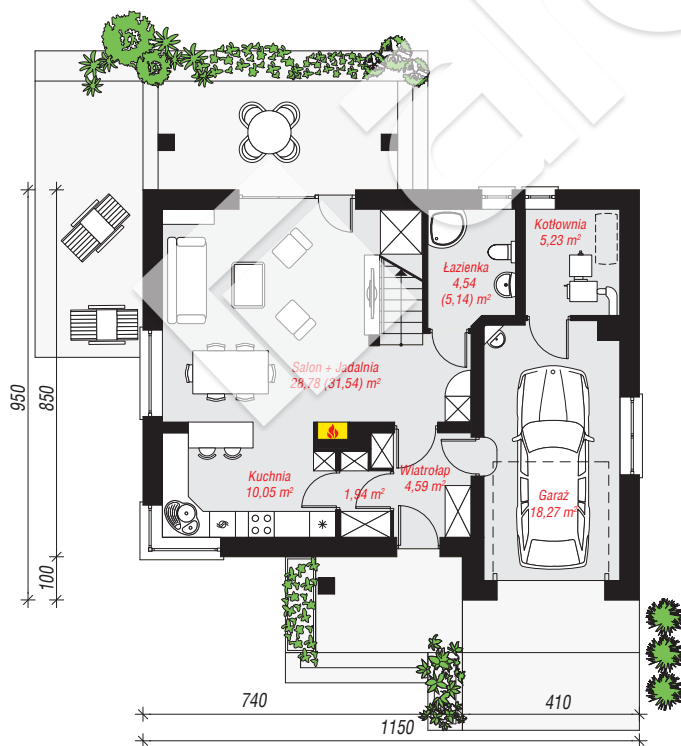 Kotłownia
5,23 m²
Łazienka
4,54
(5,14) m²
Salon + Jadalnia
28,78 (31,54) m²
Kuchnia
10,05 m²
1,94 m²
Wiatrołap
4,59 m²
Garaż
18,27 m²
950
850
100
740
410
1150